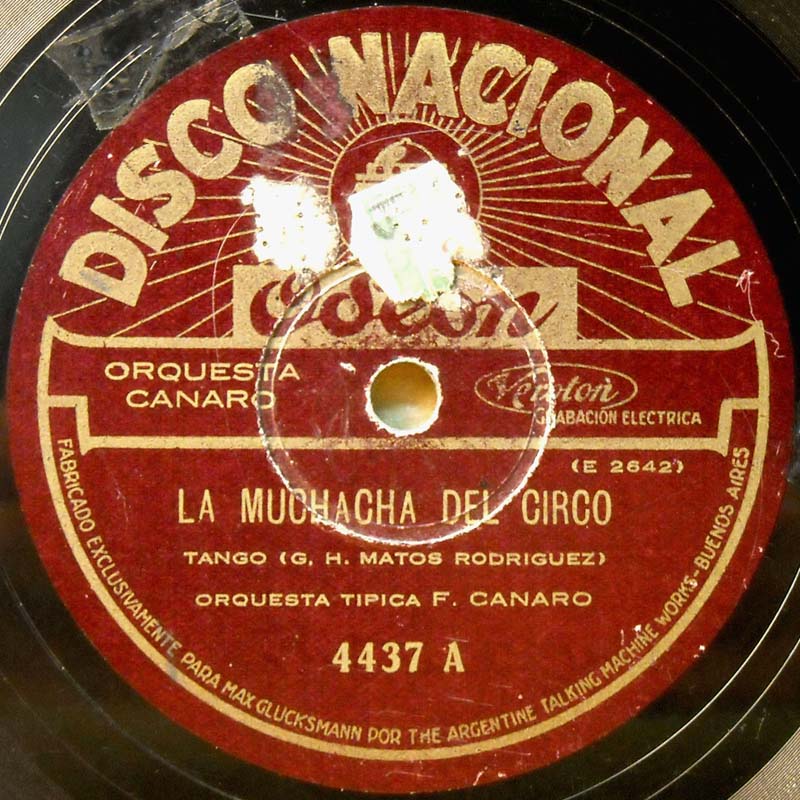 DISCO NACIONAL
Odeon
ORQUESTA
CANARO
Veroton
GRABACIÓN ELECTRICA
(E 2642)
LA MUCHACHA DEL CIRCO
TANGO (G. H. MATOS RODRIGUEZ)
ORQUESTA TIPICA F. CANARO
4437 A
FABRICADO EXCLUSIVAMENTE PARA MAX GLUCKSMANN POR THE ARGENTINE TALKING MACHINE WORKS-BUENOS AIRES